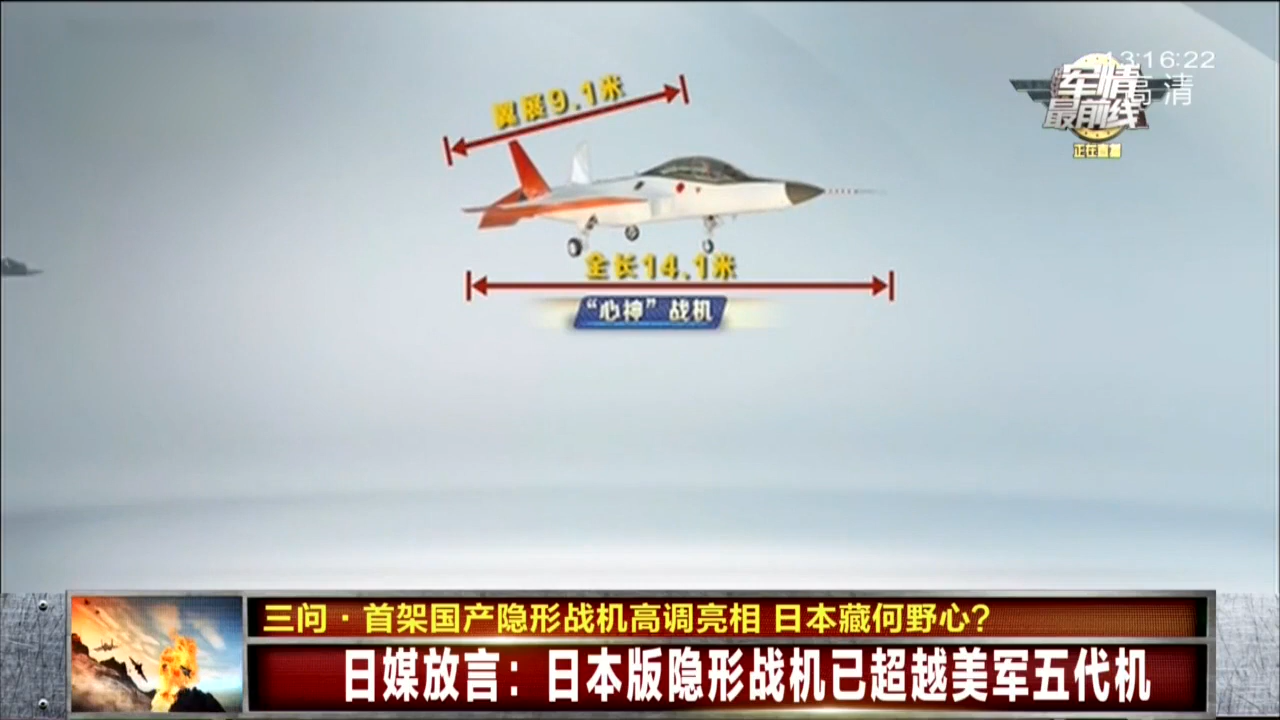 13:16:22
高清
军情
最前线
正在直播
翼展9.1米
全长14.1米
“心神”战机
三问·首架国产隐形战机高调亮相 日本藏何野心？
日媒放言：日本版隐形战机已超越美军五代机